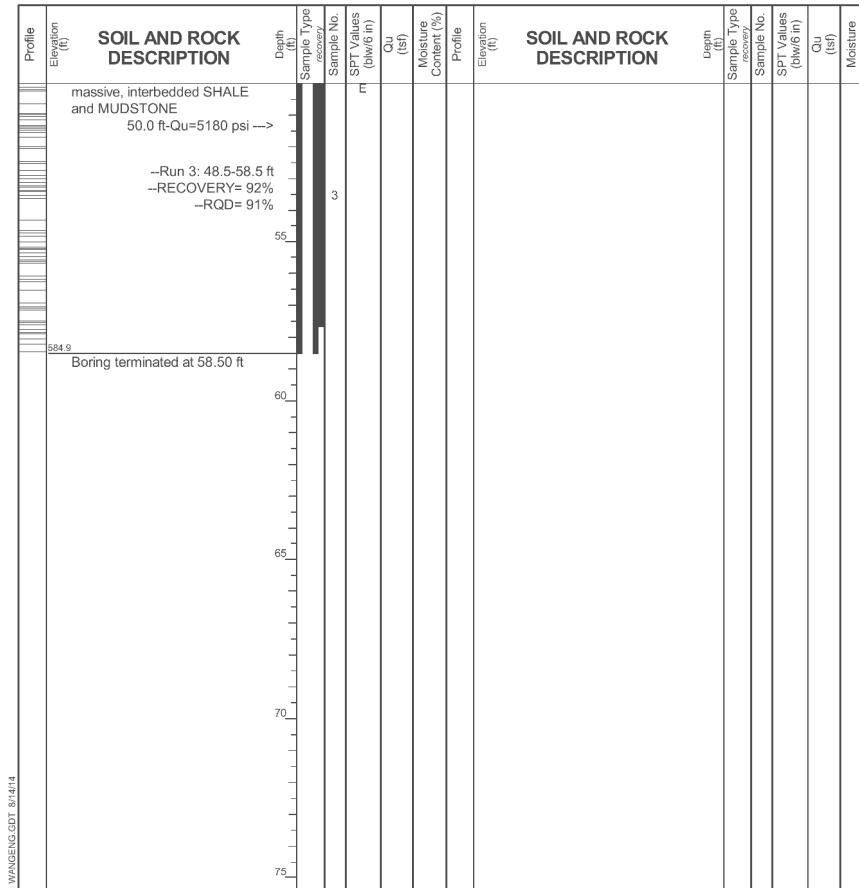 Profile
Elevation
(ft)
SOIL AND ROCK
DESCRIPTION
Depth
(ft)
Sample Type
recovery
Sample No.
SPT Values
(blw/6 in)
Qu
(tsf)
Moisture
Content (%)
Profile
Elevation
(ft)
SOIL AND ROCK
DESCRIPTION
Depth
(ft)
Sample Type
recovery
Sample No.
SPT Values
(blw/6 in)
Qu
(tsf)
Moisture
massive, interbedded SHALE
and MUDSTONE
50.0 ft-Qu=5180 psi --->
--Run 3: 48.5-58.5 ft
--RECOVERY= 92%
--RQD= 91%
3
55
584.9
Boring terminated at 58.50 ft
60
65
70
75
WANGENG.GDT 8/14/14